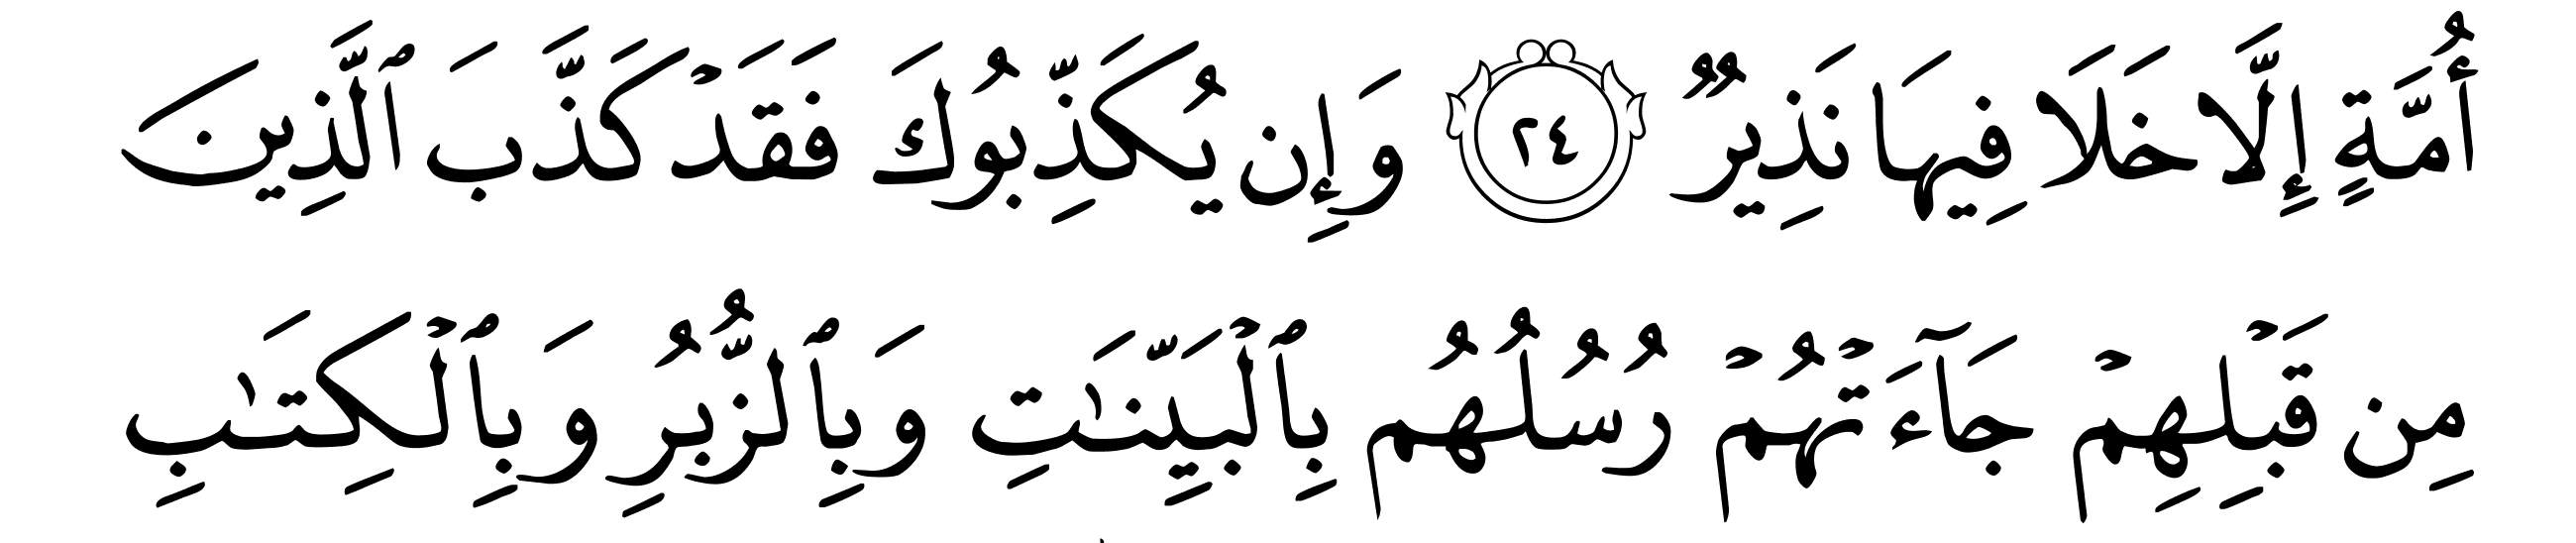 أُمَّةٍ إِلَّا خَلَا فِيهَا نَذِيرٌ ٢٤ وَإِن يُكَذِّبُوكَ فَقَدۡ كَذَّبَ ٱلَّذِينَ
مِن قَبۡلِهِمۡ جَآءَتۡهُمۡ رُسُلُهُم بِٱلۡبَيِّنَٰتِ وَبِٱلزُّبُرِ وَبِٱلۡكِتَٰبِ